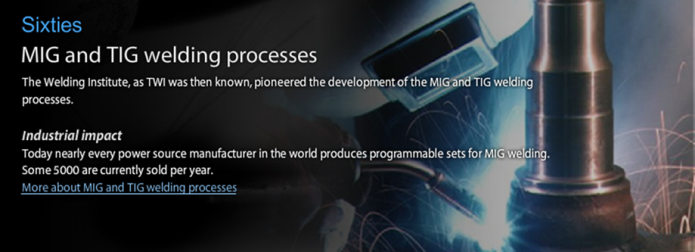 Sixties
MIG and TIG welding processes
The Welding Institute, as TWI was then known, pioneered the development of the MIG and TIG welding
processes.
Industrial impact
Today nearly every power source manufacturer in the world produces programmable sets for MIG welding.
Some 5000 are currently sold per year.
More about MIG and TIG welding processes